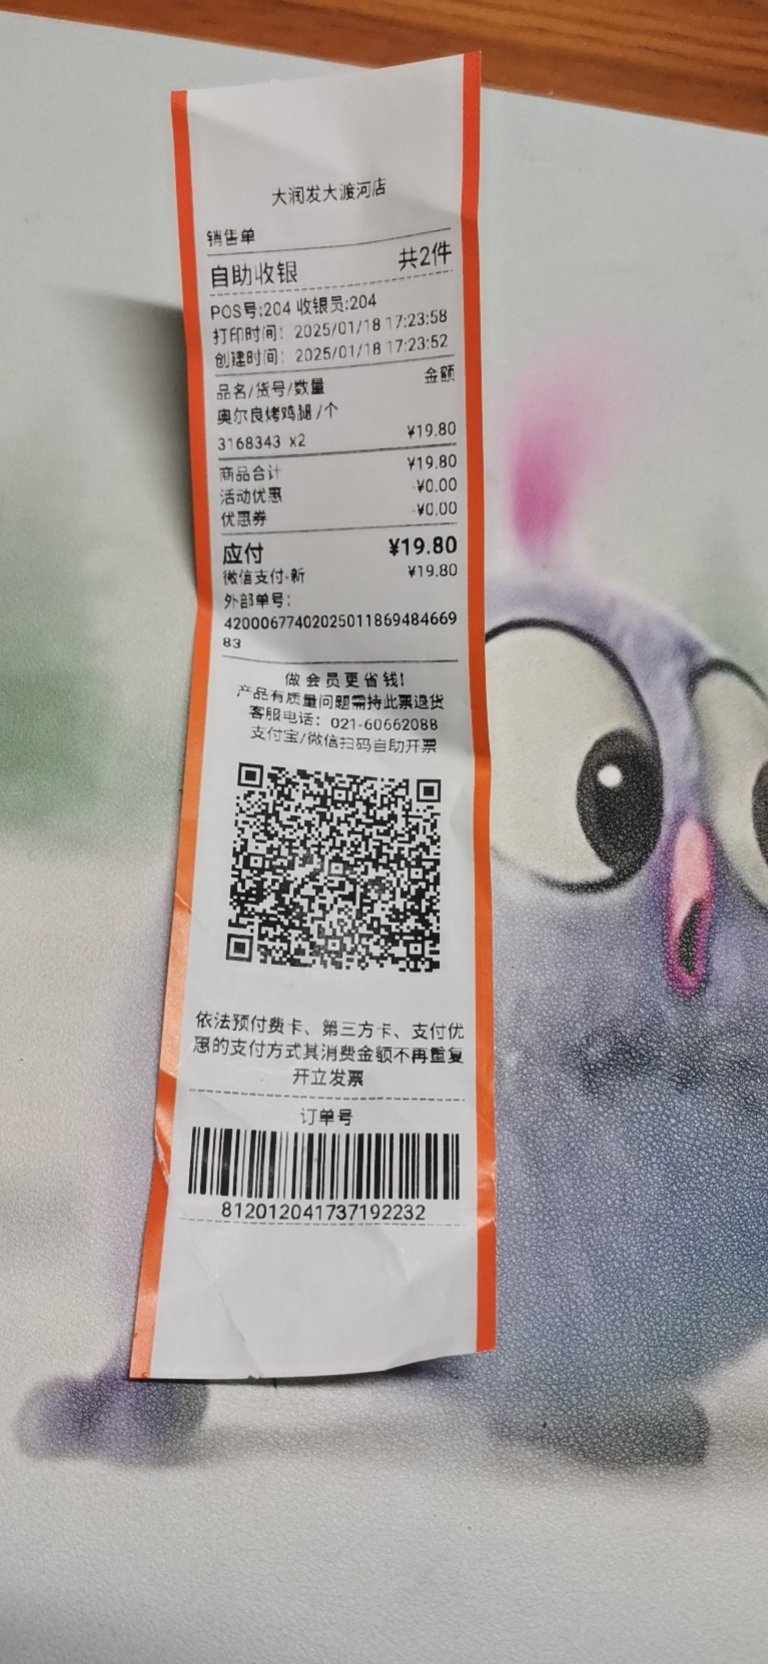 大润发大渡河店
销售单
自助收银 共2件
POS号:204 收银员:204
打印时间: 2025/01/18 17:23:58
创建时间: 2025/01/18 17:23:52
品名/货号/数量 金额
奥尔良烤鸡腿/个
3168343 x2 ¥19.80
商品合计 ¥19.80
活动优惠 -¥0.00
优惠券 -¥0.00
应付 ¥19.80
微信支付-新 ¥19.80
外部单号:
42000677402025011869484669
83
做会员更省钱!
产品有质量问题需持此票退货
客服电话: 021-60662088
支付宝/微信扫码自助开票
依法预付费卡、第三方卡、支付优
惠的支付方式其消费金额不再重复
开立发票
订单号
812012041737192232